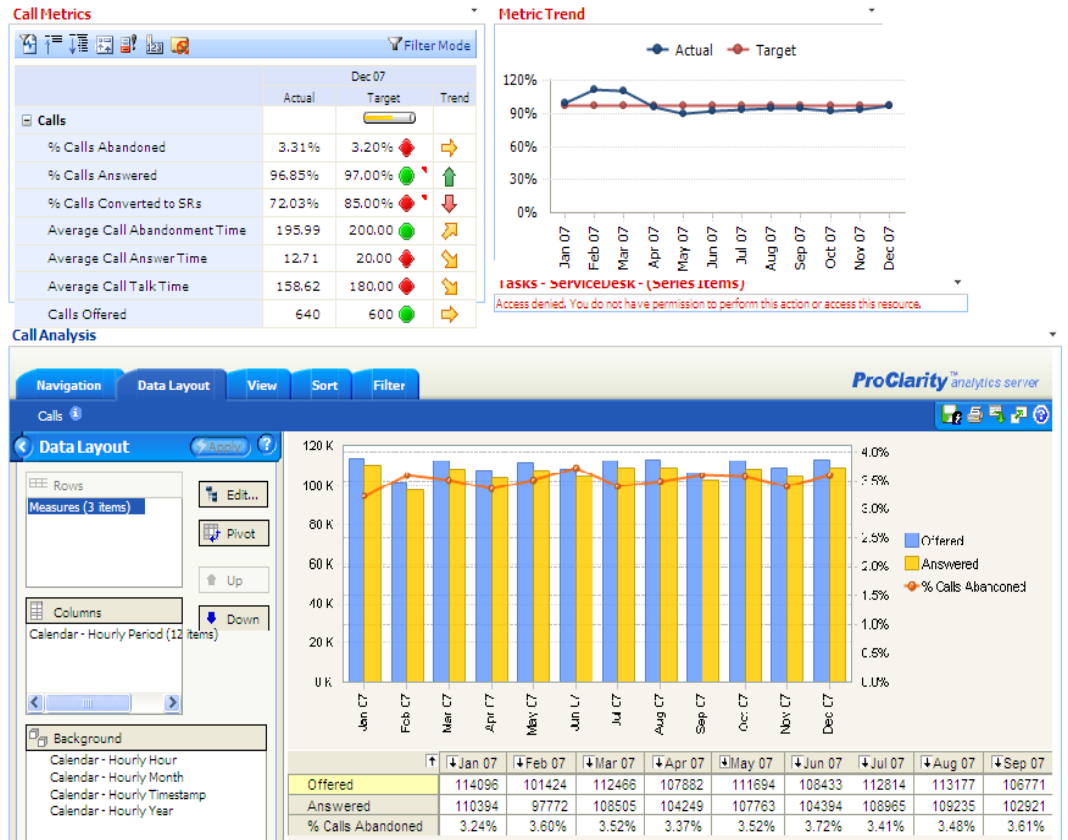 Call Metrics
Filter Mode
Dec 07
Actual Target Trend
Calls
% Calls Abandoned 3.31% 3.20%
% Calls Answered 96.85% 97.00%
% Calls Converted to SRs 72.03% 85.00%
Average Call Abandonment Time 195.99 200.00
Average Call Answer Time 12.71 20.00
Average Call Talk Time 158.62 180.00
Calls Offered 640 600
Metric Trend
Actual Target
120%
90%
60%
30%
0%
Jan 07 Feb 07 Mar 07 Apr 07 May 07 Jun 07 Jul 07 Aug 07 Sep 07 Oct 07 Nov 07 Dec 07
Tasks - ServiceDesk - (Series Items)
Access denied. You do not have permission to perform this action or access this resource.
Call Analysis
Navigation Data Layout View Sort Filter
ProClarity™ analytics server
Calls
Data Layout Apply
Rows
Measures (3 items)
Edit...
Pivot
Up
Down
Columns
Calendar - Hourly Period (12 items)
Background
Calendar - Hourly Hour
Calendar - Hourly Month
Calendar - Hourly Timestamp
Calendar - Hourly Year
120 K
100 K
80 K
60 K
40 K
20 K
0 K
4.0%
3.5%
3.0%
2.5%
2.0%
1.5%
1.0%
0.5%
0.0%
Offered
Answered
% Calls Abandoned
Jan 07 Feb 07 Mar 07 Apr 07 May 07 Jun 07 Jul 07 Aug 07 Sep 07 Oct 07 Nov 07 Dec 07
Jan 07 Feb 07 Mar 07 Apr 07 May 07 Jun 07 Jul 07 Aug 07 Sep 07
Offered 114096 101424 112466 107882 111694 108433 112814 113177 106771
Answered 110394 97772 108505 104249 107763 104394 108965 109235 102921
% Calls Abandoned 3.24% 3.60% 3.52% 3.37% 3.52% 3.72% 3.41% 3.48% 3.61%